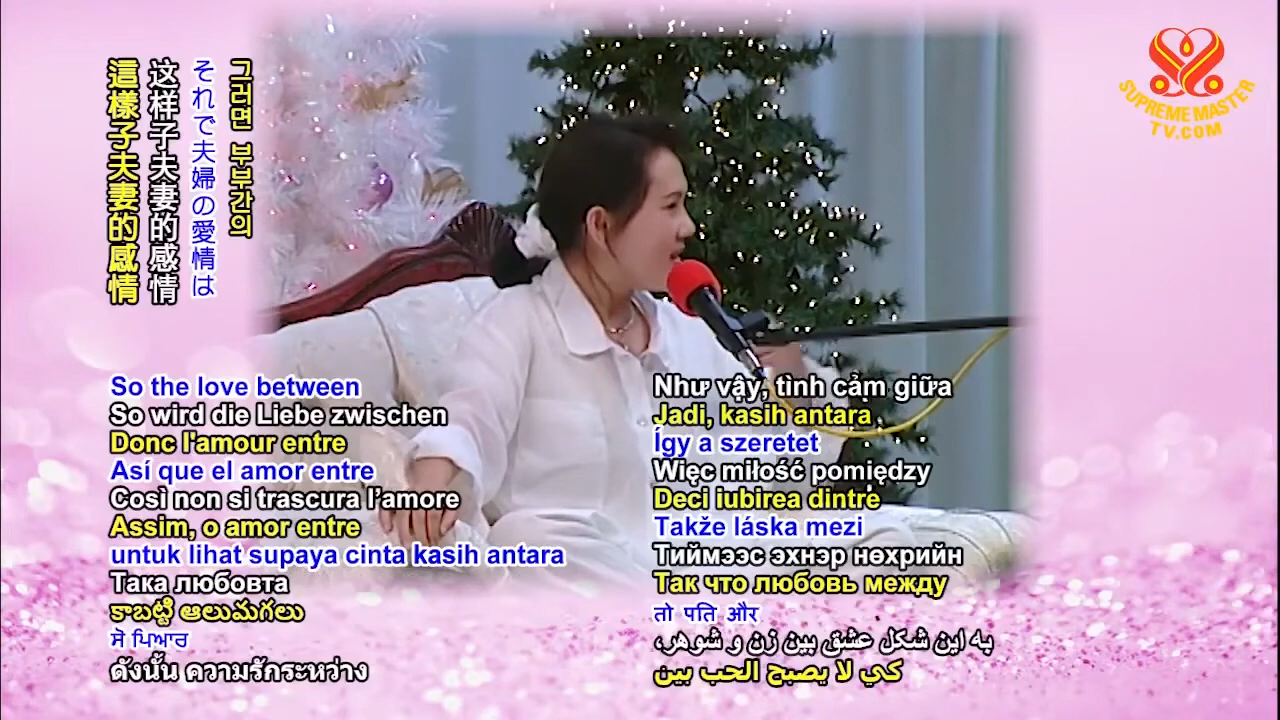 그러면 부부간의
それで夫婦の愛情は
这样子夫妻的感情
這樣子夫妻的感情
SUPREME MASTER
TV.COM
So the love between
So wird die Liebe zwischen
Donc l'amour entre
Así que el amor entre
Così non si trascura l’amore
Assim, o amor entre
untuk lihat supaya cinta kasih antara
Така любовта
కాబట్టి ఆలుమగలు
ਸੋ ਪਿਆਰ
ดังนั้น ความรักระหว่าง
Như vậy, tình cảm giữa
Jadi, kasih antara
Így a szeretet
Więc miłość pomiędzy
Deci iubirea dintre
Takže láska mezi
Тиймээс эхнэр нөхрийн
Так что любовь между
तो पति और
به این شکل عشق بین زن و شوهر،
كي لا يصبح الحب بين